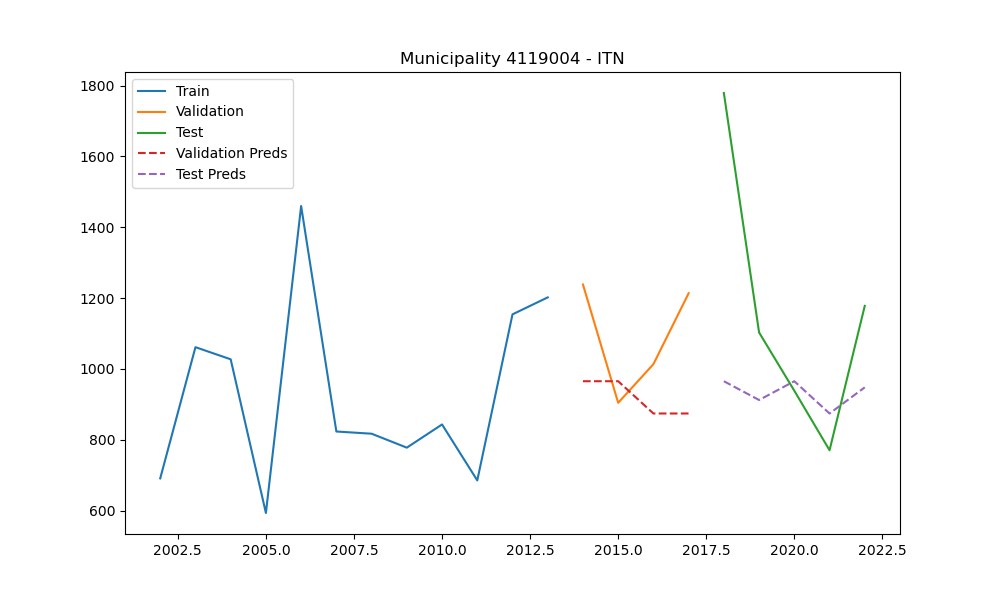 Municipality 4119004 - ITN
Train
Validation
Test
Validation Preds
Test Preds
1800
1600
1400
1200
1000
800
600
2002.5 2005.0 2007.5 2010.0 2012.5 2015.0 2017.5 2020.0 2022.5